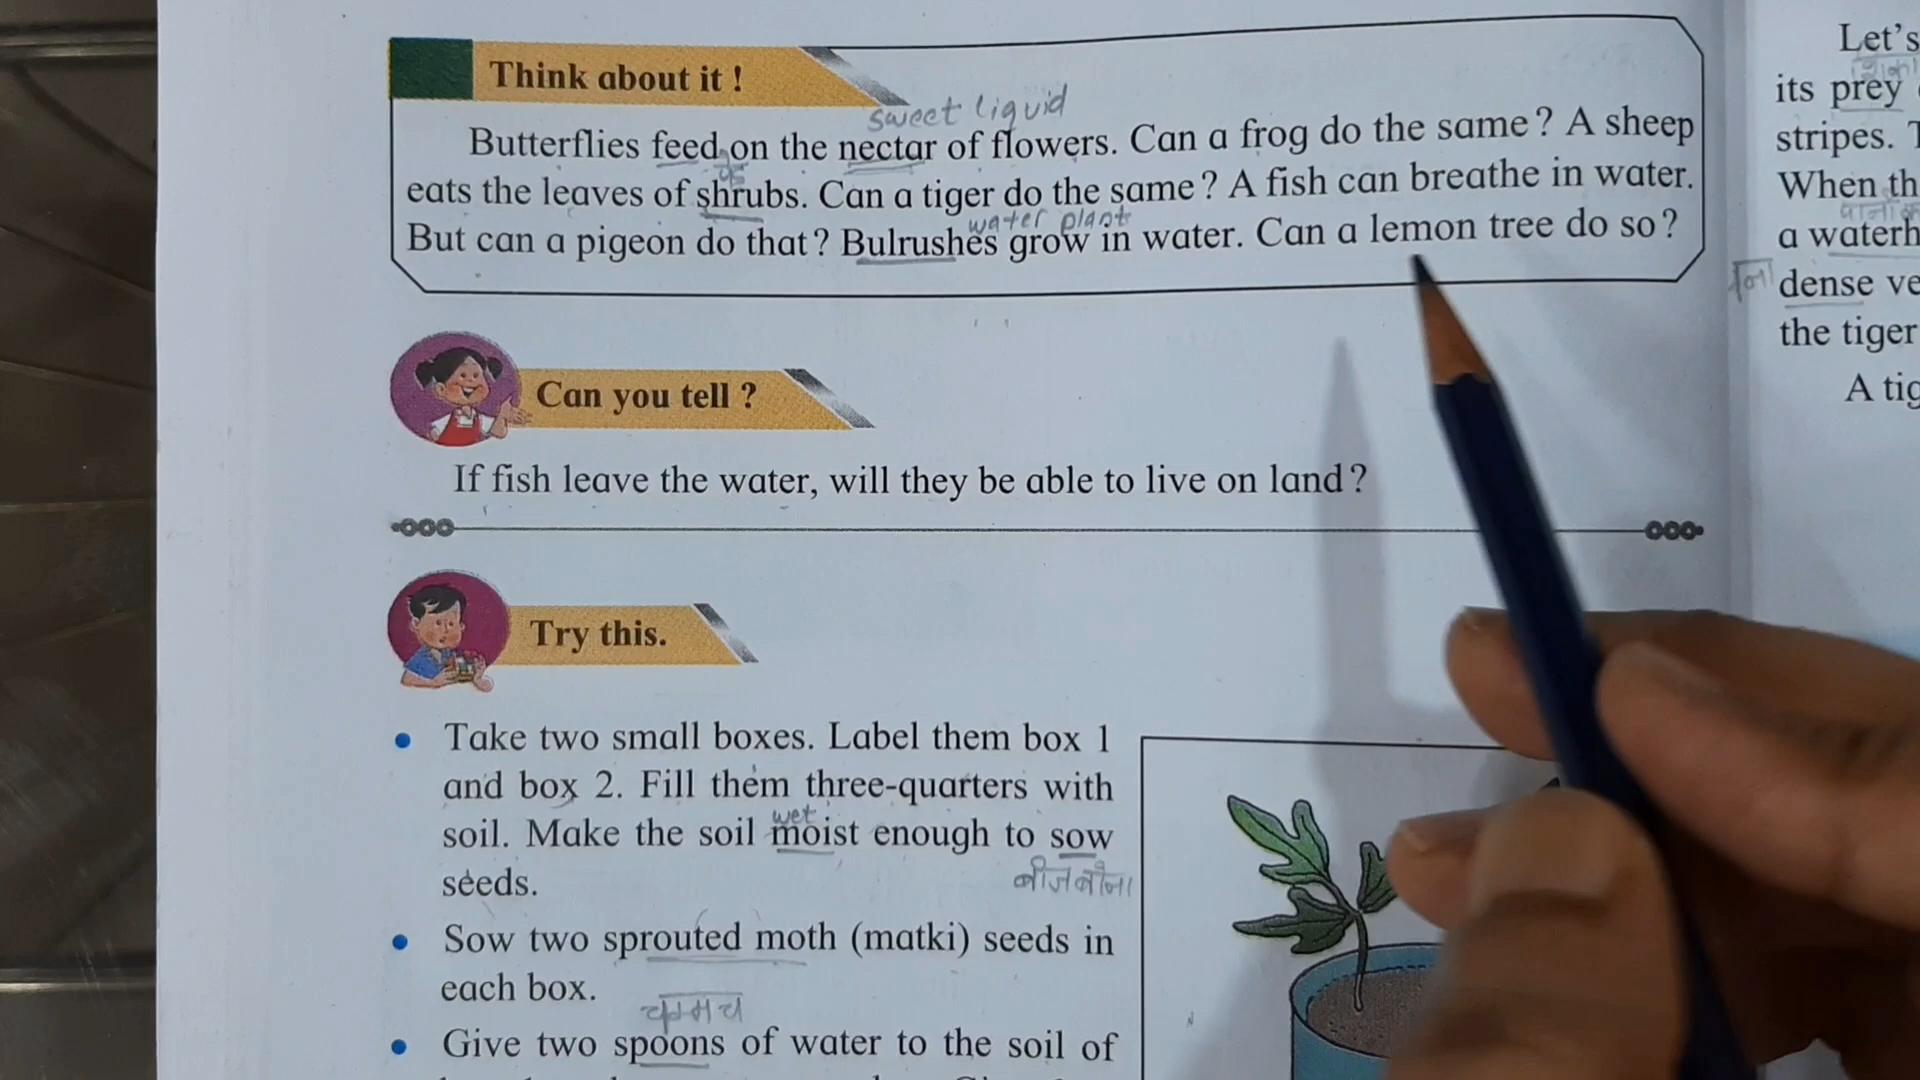 Think about it !
sweet liquid
Butterflies feed on the nectar of flowers. Can a frog do the same? A sheep
eats the leaves of shrubs. Can a tiger do the same? A fish can breathe in water.
water plant
But can a pigeon do that? Bulrushes grow in water. Can a lemon tree do so?
Can you tell ?
If fish leave the water, will they be able to live on land?
Try this.
Take two small boxes. Label them box 1
and box 2. Fill them three-quarters with
wet
soil. Make the soil moist enough to sow
seeds.
बीज बोना
Sow two sprouted moth (matki) seeds in
each box.
चम्मच
Give two spoons of water to the soil of
Let's
its prey
stripes.
When th
a waterh
dense ve
the tiger
A tig